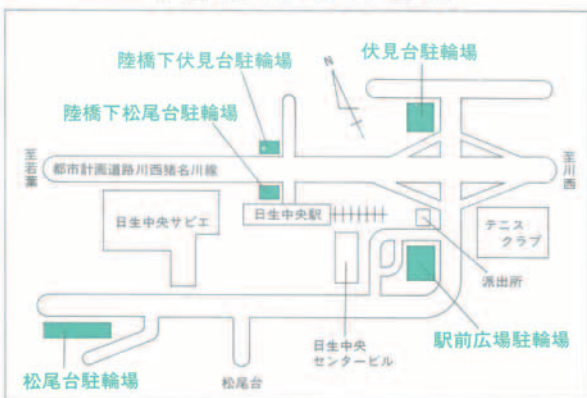 陸橋下伏見台駐輪場
伏見台駐輪場
N
陸橋下松尾台駐輪場
至若葉
都市計画道路川西猪名川線
至川西
日生中央サピエ
日生中央駅
テニス
クラブ
派出所
駅前広場駐輪場
日生中央
センタービル
松尾台駐輪場
松尾台